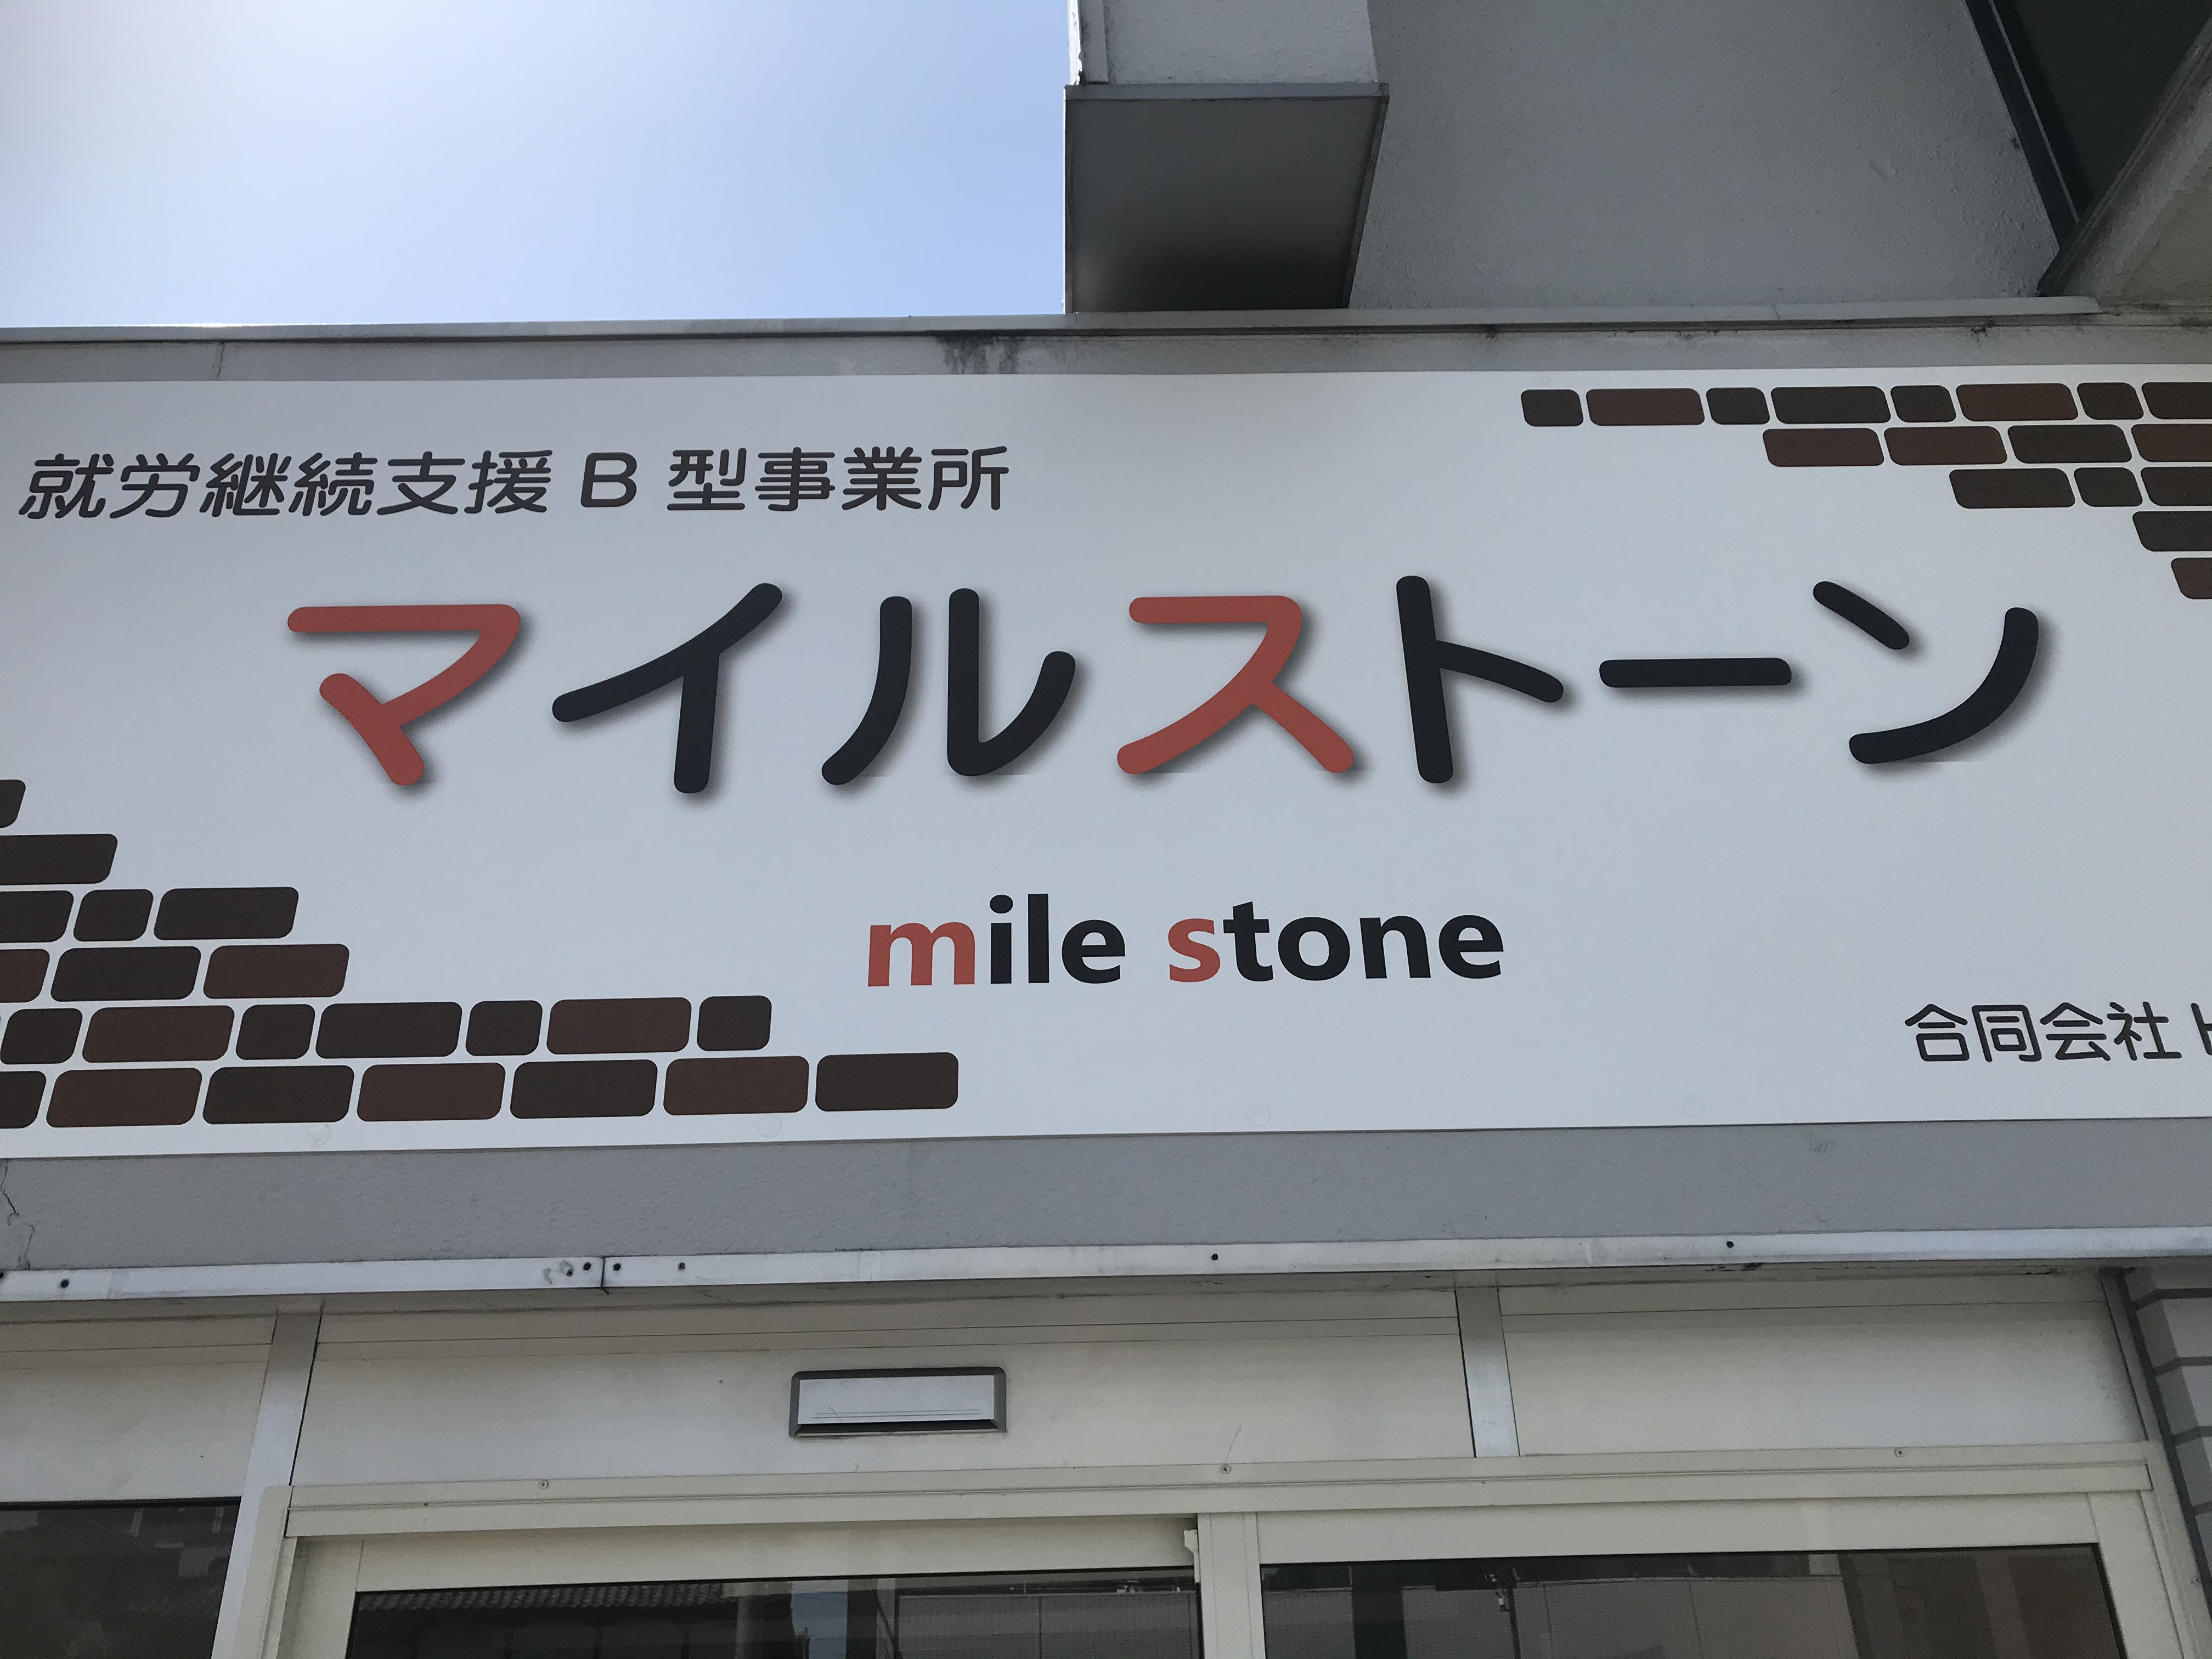 就労継続支援 B 型事業所
マイルストーン
mile stone
合同会社